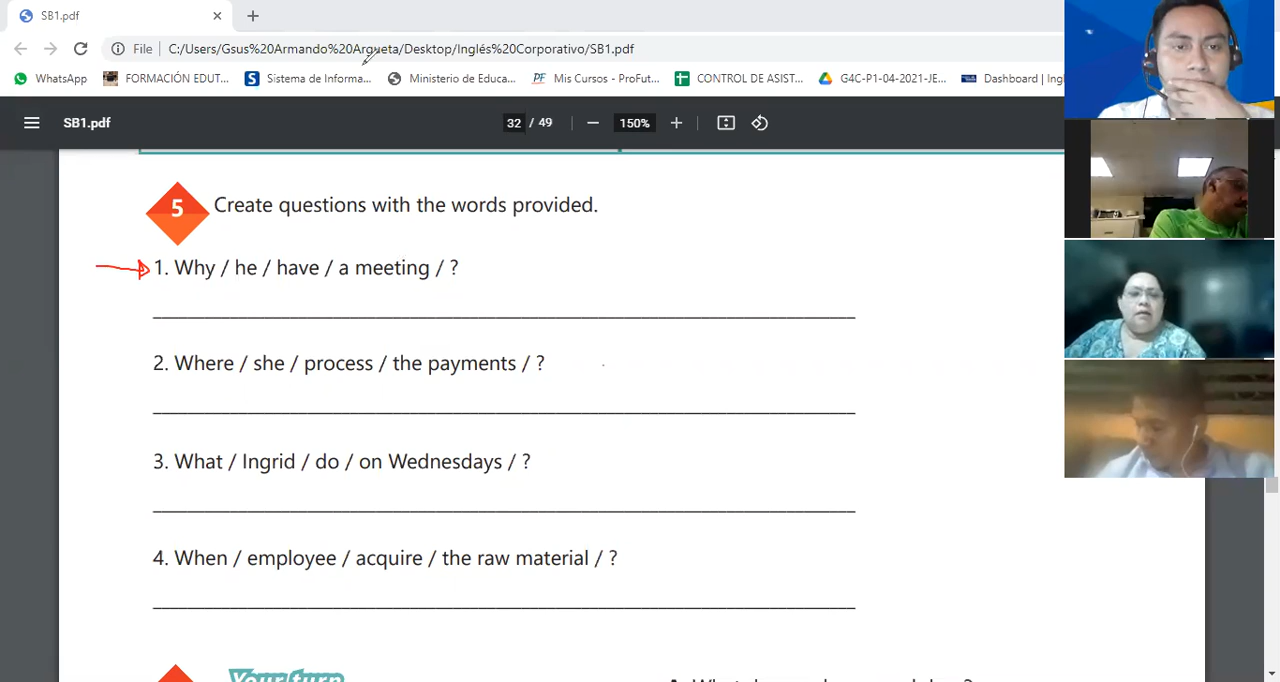 SB1.pdf
File C:/Users/Gsus%20Armando%20Argueta/Desktop/Inglés%20Corporativo/SB1.pdf
WhatsApp FORMACIÓN EDUT... Sistema de Informa... Ministerio de Educa... PF Mis Cursos - ProFut... CONTROL DE ASIST... G4C-P1-04-2021-JE... Dashboard | Ingl
SB1.pdf 32 / 49 150%
5 Create questions with the words provided.
1. Why / he / have / a meeting / ?
2. Where / she / process / the payments / ?
3. What / Ingrid / do / on Wednesdays / ?
4. When / employee / acquire / the raw material / ?
Your turn